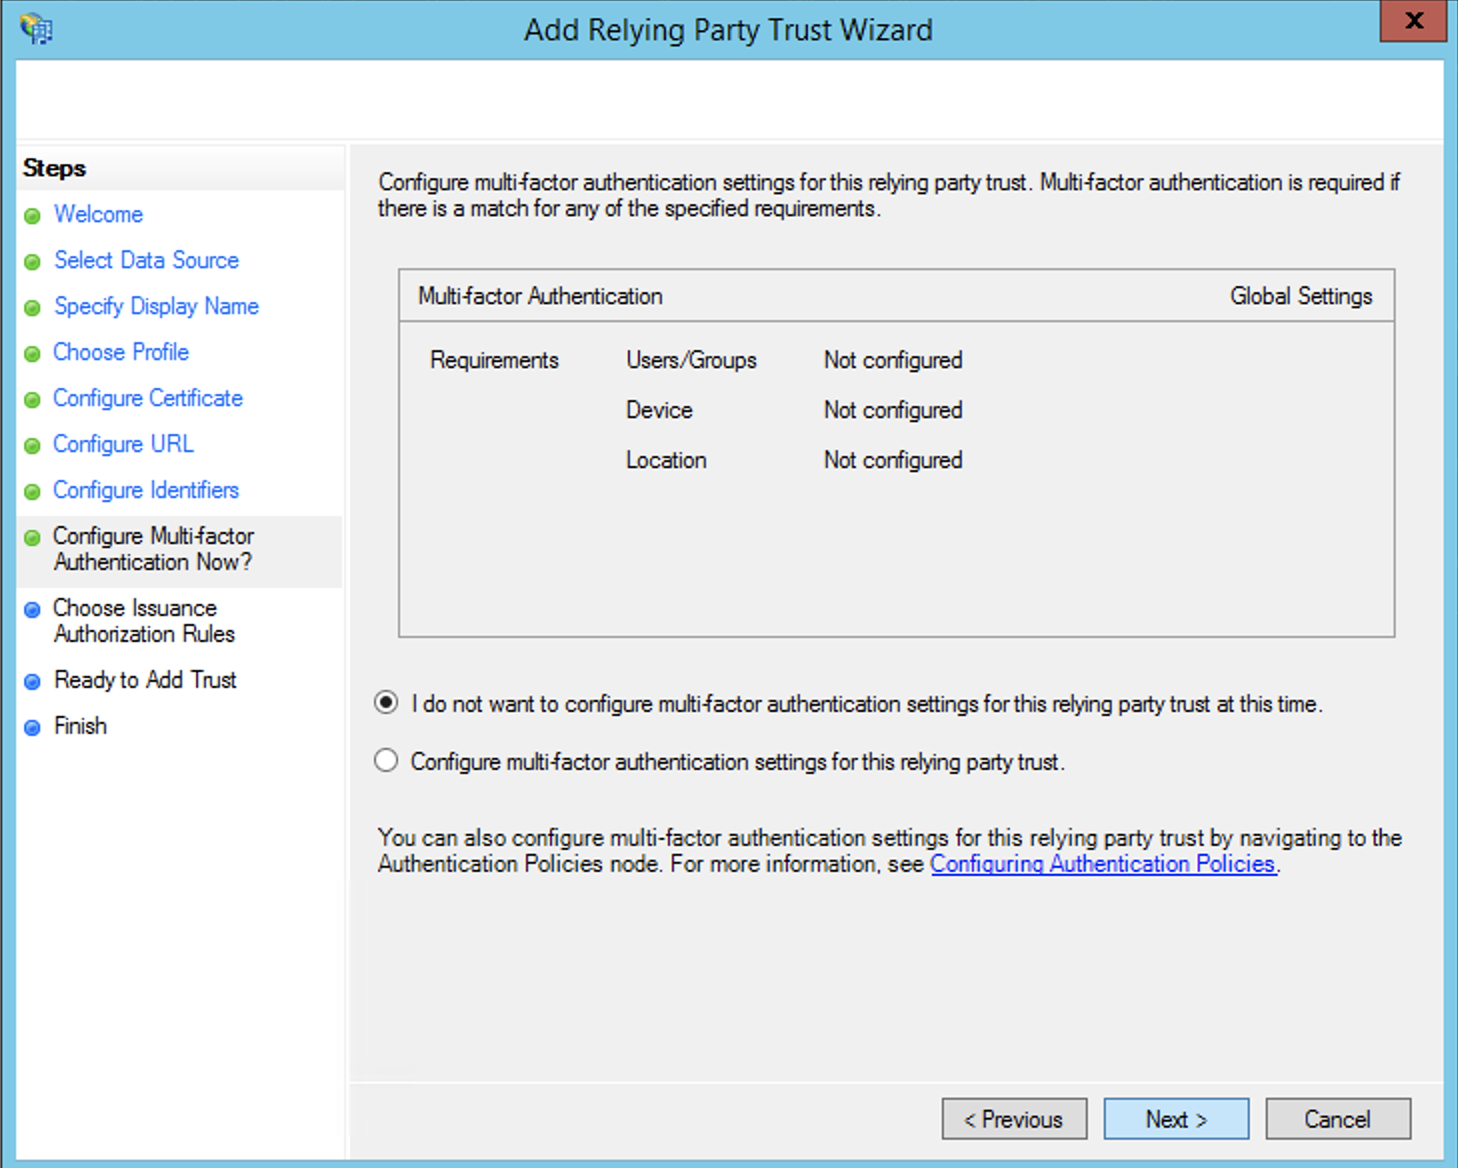 Add Relying Party Trust Wizard
X
Steps
Welcome
Select Data Source
Specify Display Name
Choose Profile
Configure Certificate
Configure URL
Configure Identifiers
Configure Multi-factor
Authentication Now?
Choose Issuance
Authorization Rules
Ready to Add Trust
Finish
Configure multi-factor authentication settings for this relying party trust. Multi-factor authentication is required if
there is a match for any of the specified requirements.
Multi-factor Authentication Global Settings
Requirements Users/Groups Not configured
Device Not configured
Location Not configured
I do not want to configure multi-factor authentication settings for this relying party trust at this time.
Configure multi-factor authentication settings for this relying party trust.
You can also configure multi-factor authentication settings for this relying party trust by navigating to the
Authentication Policies node. For more information, see Configuring Authentication Policies.
< Previous Next > Cancel